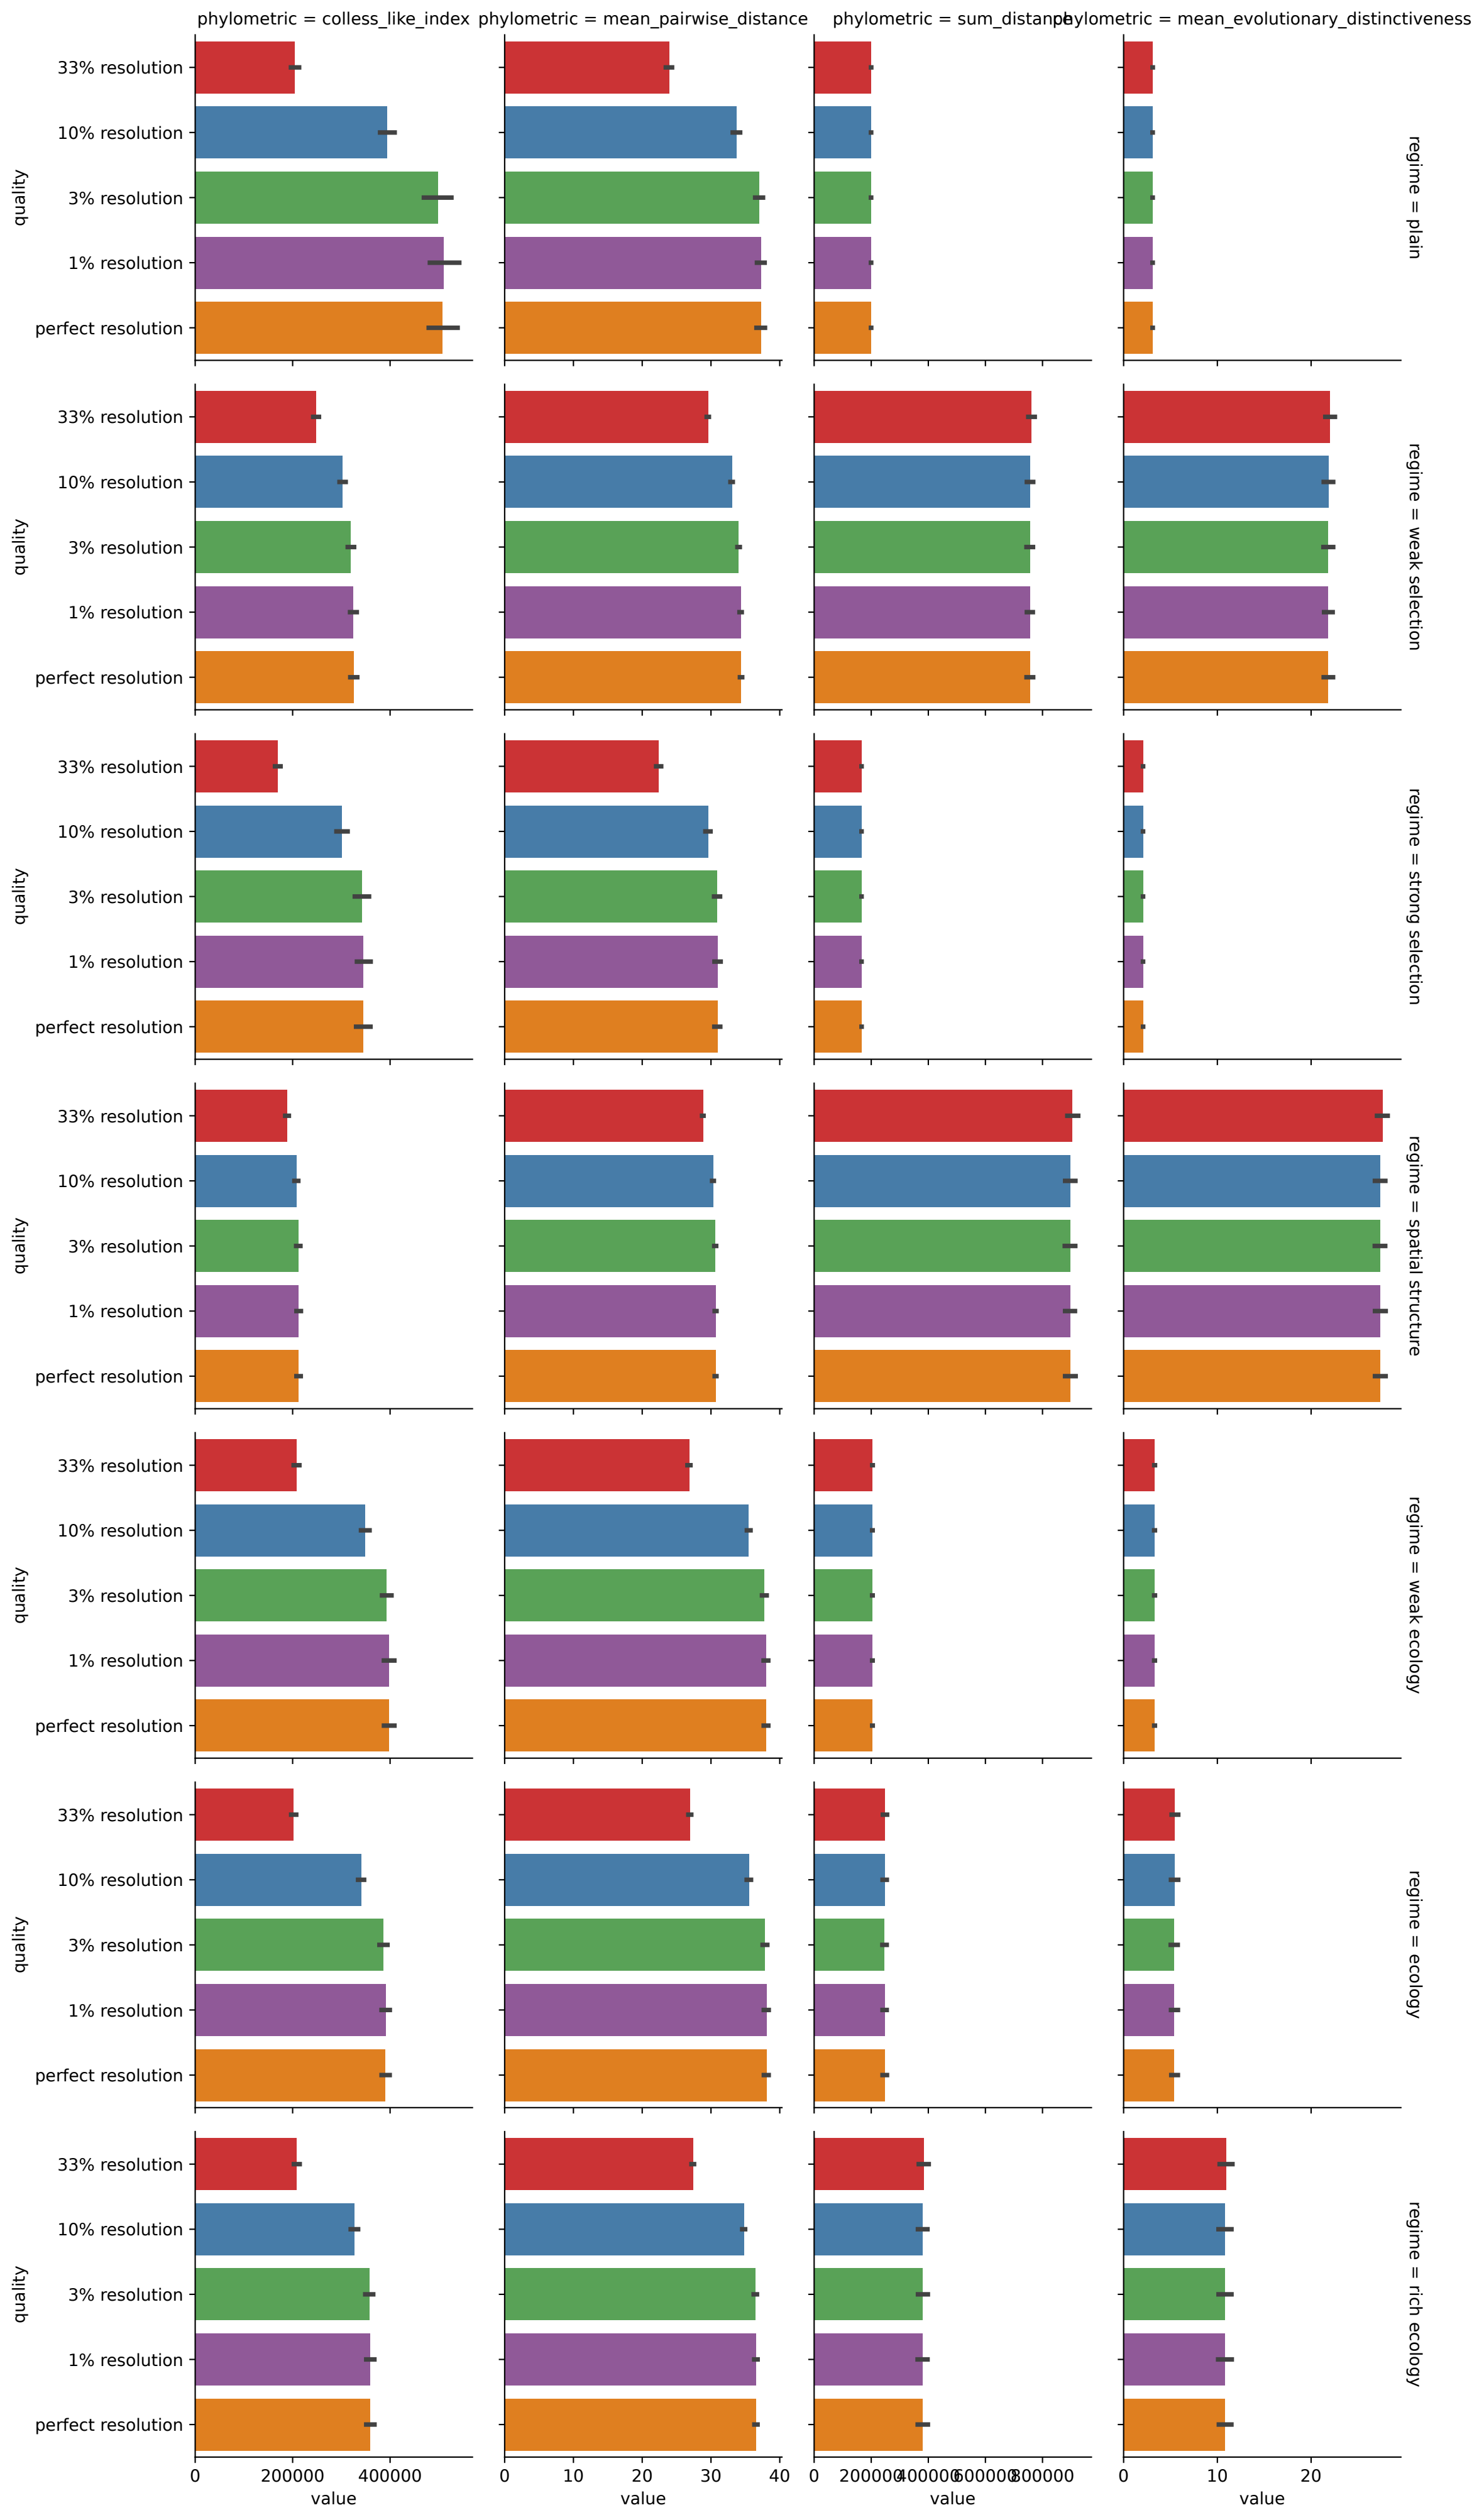 phylometric = colless_like_index
phylometric = mean_pairwise_distance
phylometric = sum_distance
phylometric = mean_evolutionary_distinctiveness
33% resolution
10% resolution
3% resolution
1% resolution
perfect resolution
quality
regime = plain
33% resolution
10% resolution
3% resolution
1% resolution
perfect resolution
quality
regime = weak selection
33% resolution
10% resolution
3% resolution
1% resolution
perfect resolution
quality
regime = strong selection
33% resolution
10% resolution
3% resolution
1% resolution
perfect resolution
quality
regime = spatial structure
33% resolution
10% resolution
3% resolution
1% resolution
perfect resolution
quality
regime = weak ecology
33% resolution
10% resolution
3% resolution
1% resolution
perfect resolution
quality
regime = ecology
33% resolution
10% resolution
3% resolution
1% resolution
perfect resolution
quality
regime = rich ecology
0 200000 400000
value
0 10 20 30 40
value
0 200000 400000 600000 800000
value
0 10 20
value